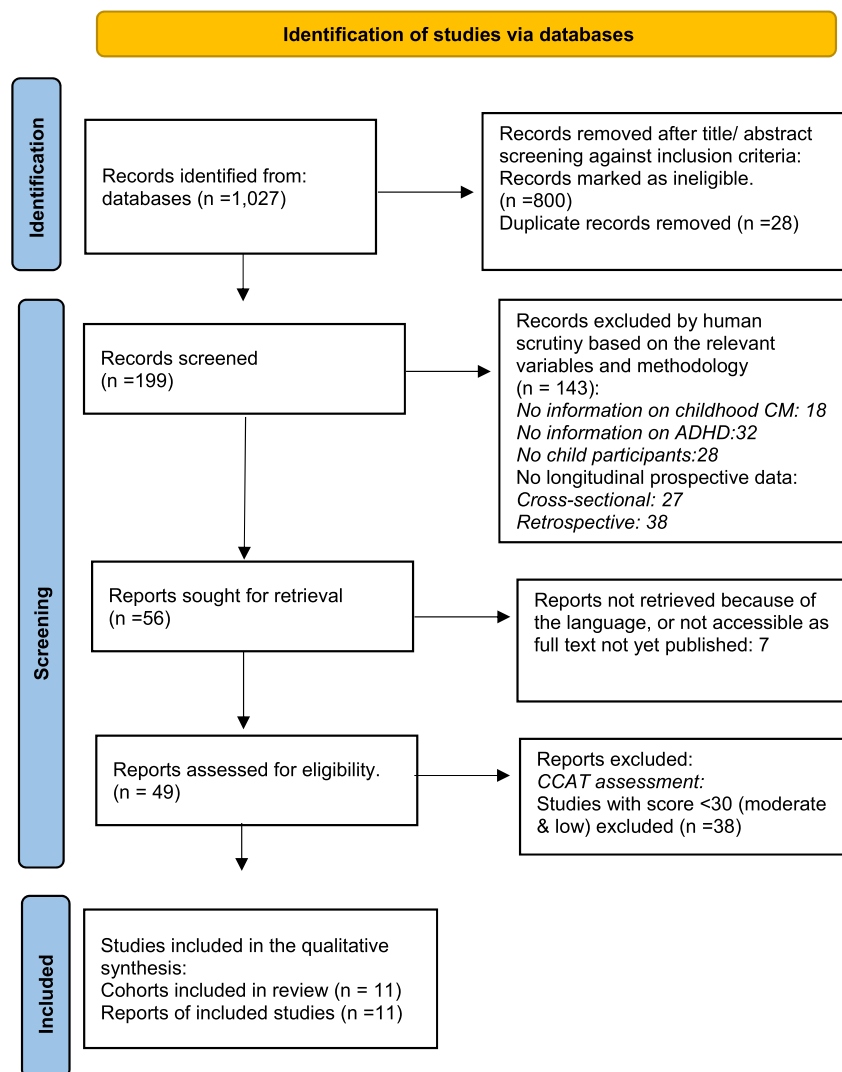 Identification of studies via databases
Identification
Records identified from:
databases (n =1,027)
Records removed after title/ abstract
screening against inclusion criteria:
Records marked as ineligible.
(n =800)
Duplicate records removed (n =28)
Screening
Records screened
(n =199)
Records excluded by human
scrutiny based on the relevant
variables and methodology
(n = 143):
No information on childhood CM: 18
No information on ADHD:32
No child participants:28
No longitudinal prospective data:
Cross-sectional: 27
Retrospective: 38
Reports sought for retrieval
(n =56)
Reports not retrieved because of
the language, or not accessible as
full text not yet published: 7
Reports assessed for eligibility.
(n = 49)
Reports excluded:
CCAT assessment:
Studies with score <30 (moderate
& low) excluded (n =38)
Included
Studies included in the qualitative
synthesis:
Cohorts included in review (n = 11)
Reports of included studies (n =11)